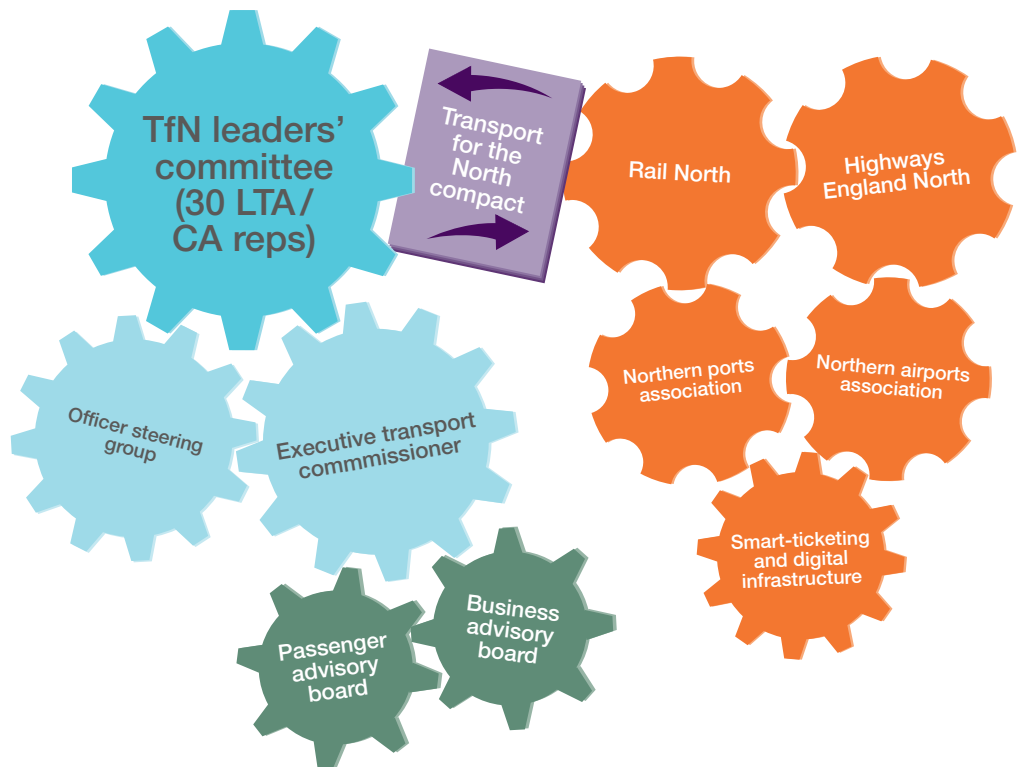 TfN leaders’
committee
(30 LTA/
CA reps)
Transport
for the
North
compact
Rail North
Highways
England North
Northern ports
association
Northern airports
association
Officer steering
group
Executive transport
commmissioner
Smart-ticketing
and digital
infrastructure
Passenger
advisory
board
Business
advisory
board